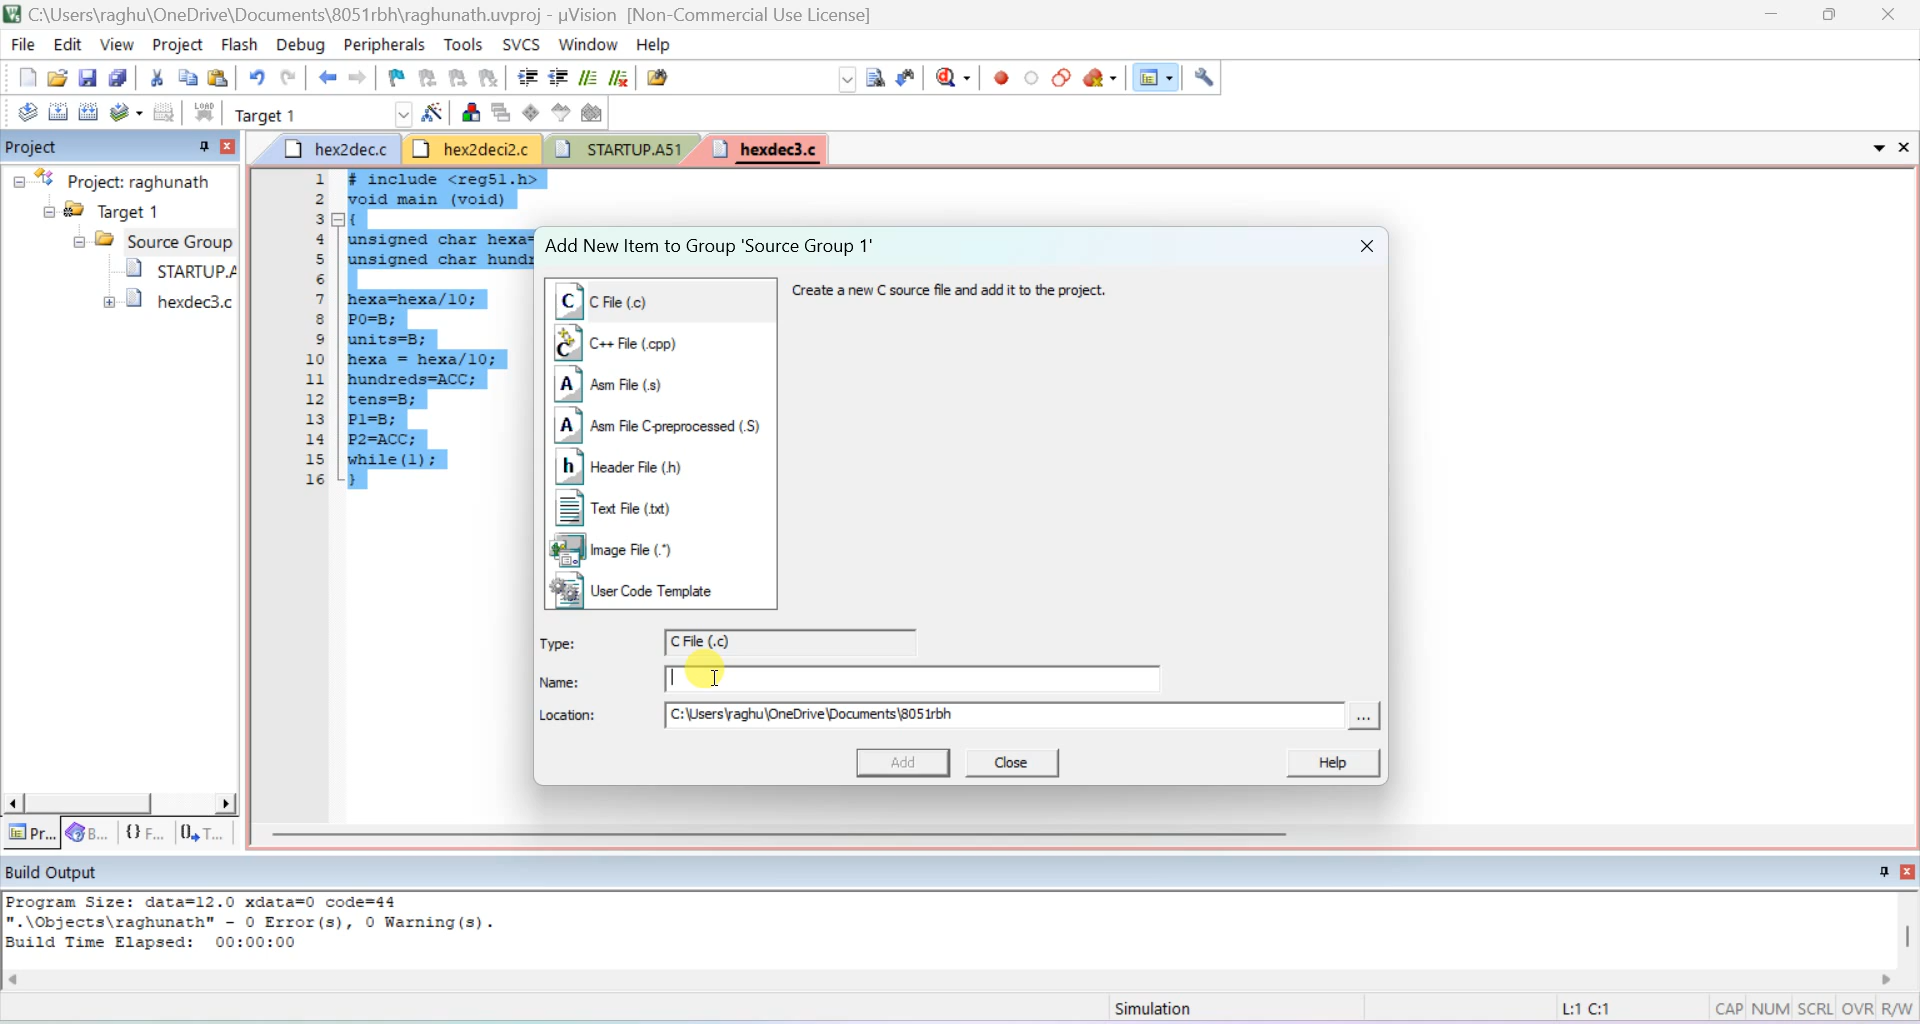 C:\Users\raghu\OneDrive\Documents\8051rbh\raghunath.uvproj - µVision [Non-Commercial Use License]
File Edit View Project Flash Debug Peripherals Tools SVCS Window Help
LOAD Target 1
Project
hex2dec.c hex2deci2.c STARTUP.A51 hexdec3.c
Project: raghunath
Target 1
Source Group
STARTUP.A
hexdec3.c
1 # include <reg51.h>
2 void main (void)
3 {
4 unsigned char hexa=
5 unsigned char hundr
6
7 hexa=hexa/10;
8 P0=B;
9 units=B;
10 hexa = hexa/10;
11 hundreds=ACC;
12 tens=B;
13 P1=B;
14 P2=ACC;
15 while(1);
16 }
Add New Item to Group 'Source Group 1'
C File (.c)
C++ File (.cpp)
Asm File (.s)
Asm File C-preprocessed (.S)
Header File (.h)
Text File (.txt)
Image File (.*)
User Code Template
Create a new C source file and add it to the project.
Type: C File (.c)
Name:
Location: C:\Users\raghu\OneDrive\Documents\8051rbh ...
Add Close Help
Pr... B... {} F... T...
Build Output
Program Size: data=12.0 xdata=0 code=44
".\Objects\raghunath" - 0 Error(s), 0 Warning(s).
Build Time Elapsed: 00:00:00
Simulation L:1 C:1 CAP NUM SCRL OVR R/W